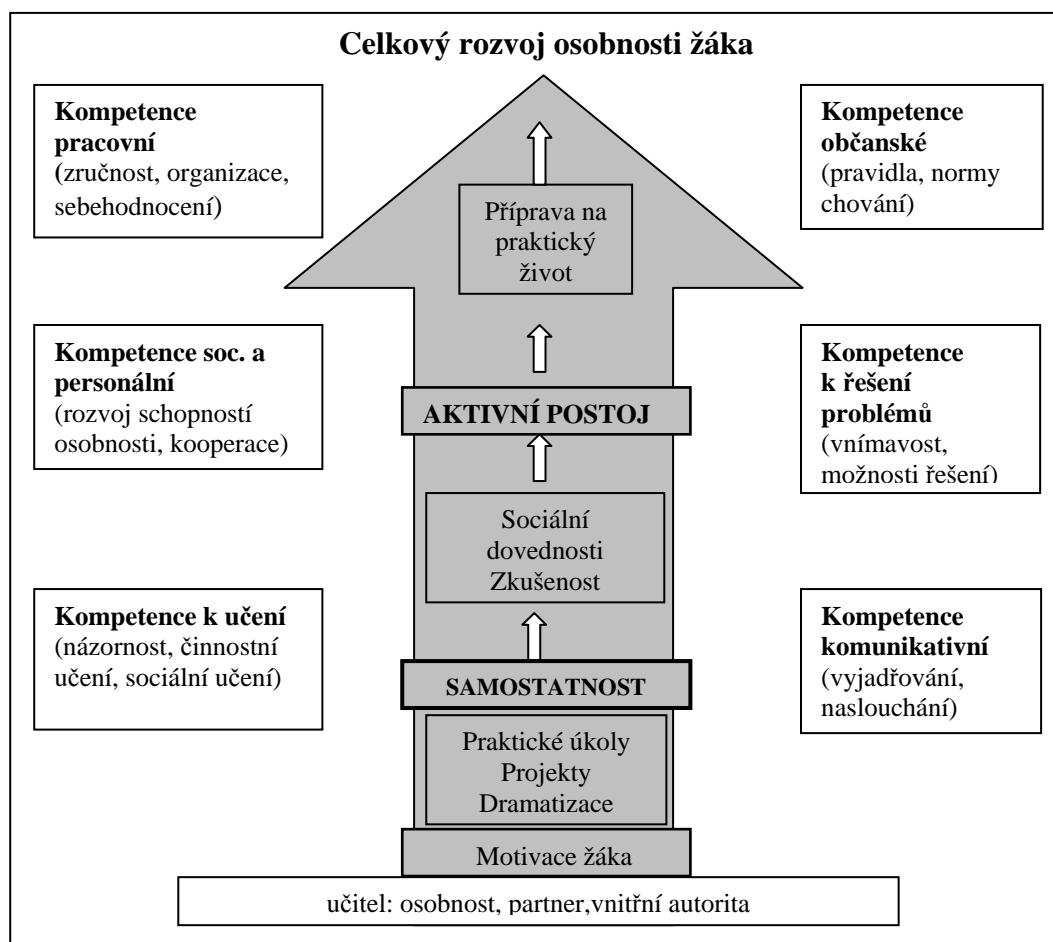 Celkový rozvoj osobnosti žáka
Kompetence
pracovní
(zručnost, organizace,
sebehodnocení)
Kompetence
občanské
(pravidla, normy
chování)
Příprava na
praktický
život
Kompetence soc. a
personální
(rozvoj schopností
osobnosti, kooperace)
Kompetence
k řešení
problémů
(vnímavost,
možnosti řešení)
AKTIVNÍ POSTOJ
Sociální
dovednosti
Zkušenost
Kompetence k učení
(názornost, činnostní
učení, sociální učení)
Kompetence
komunikativní
(vyjadřování,
naslouchání)
SAMOSTATNOST
Praktické úkoly
Projekty
Dramatizace
Motivace žáka
učitel: osobnost, partner,vnitřní autorita